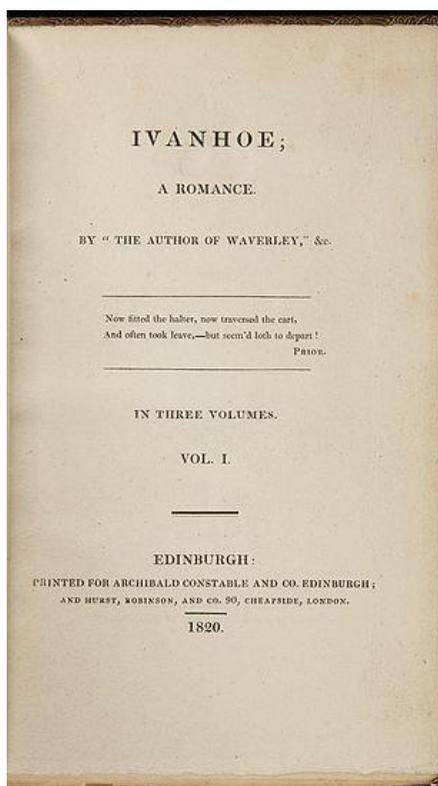 IVANHOE;
A ROMANCE.
BY “ THE AUTHOR OF WAVERLEY,” &c.
Now fitted the halter, now traversed the cart,
And often took leave,—but seem'd loth to depart !
PRIOR.
IN THREE VOLUMES.
VOL. I.
EDINBURGH:
PRINTED FOR ARCHIBALD CONSTABLE AND CO. EDINBURGH;
AND HURST, ROBINSON, AND CO. 90, CHEAPSIDE, LONDON.
1820.